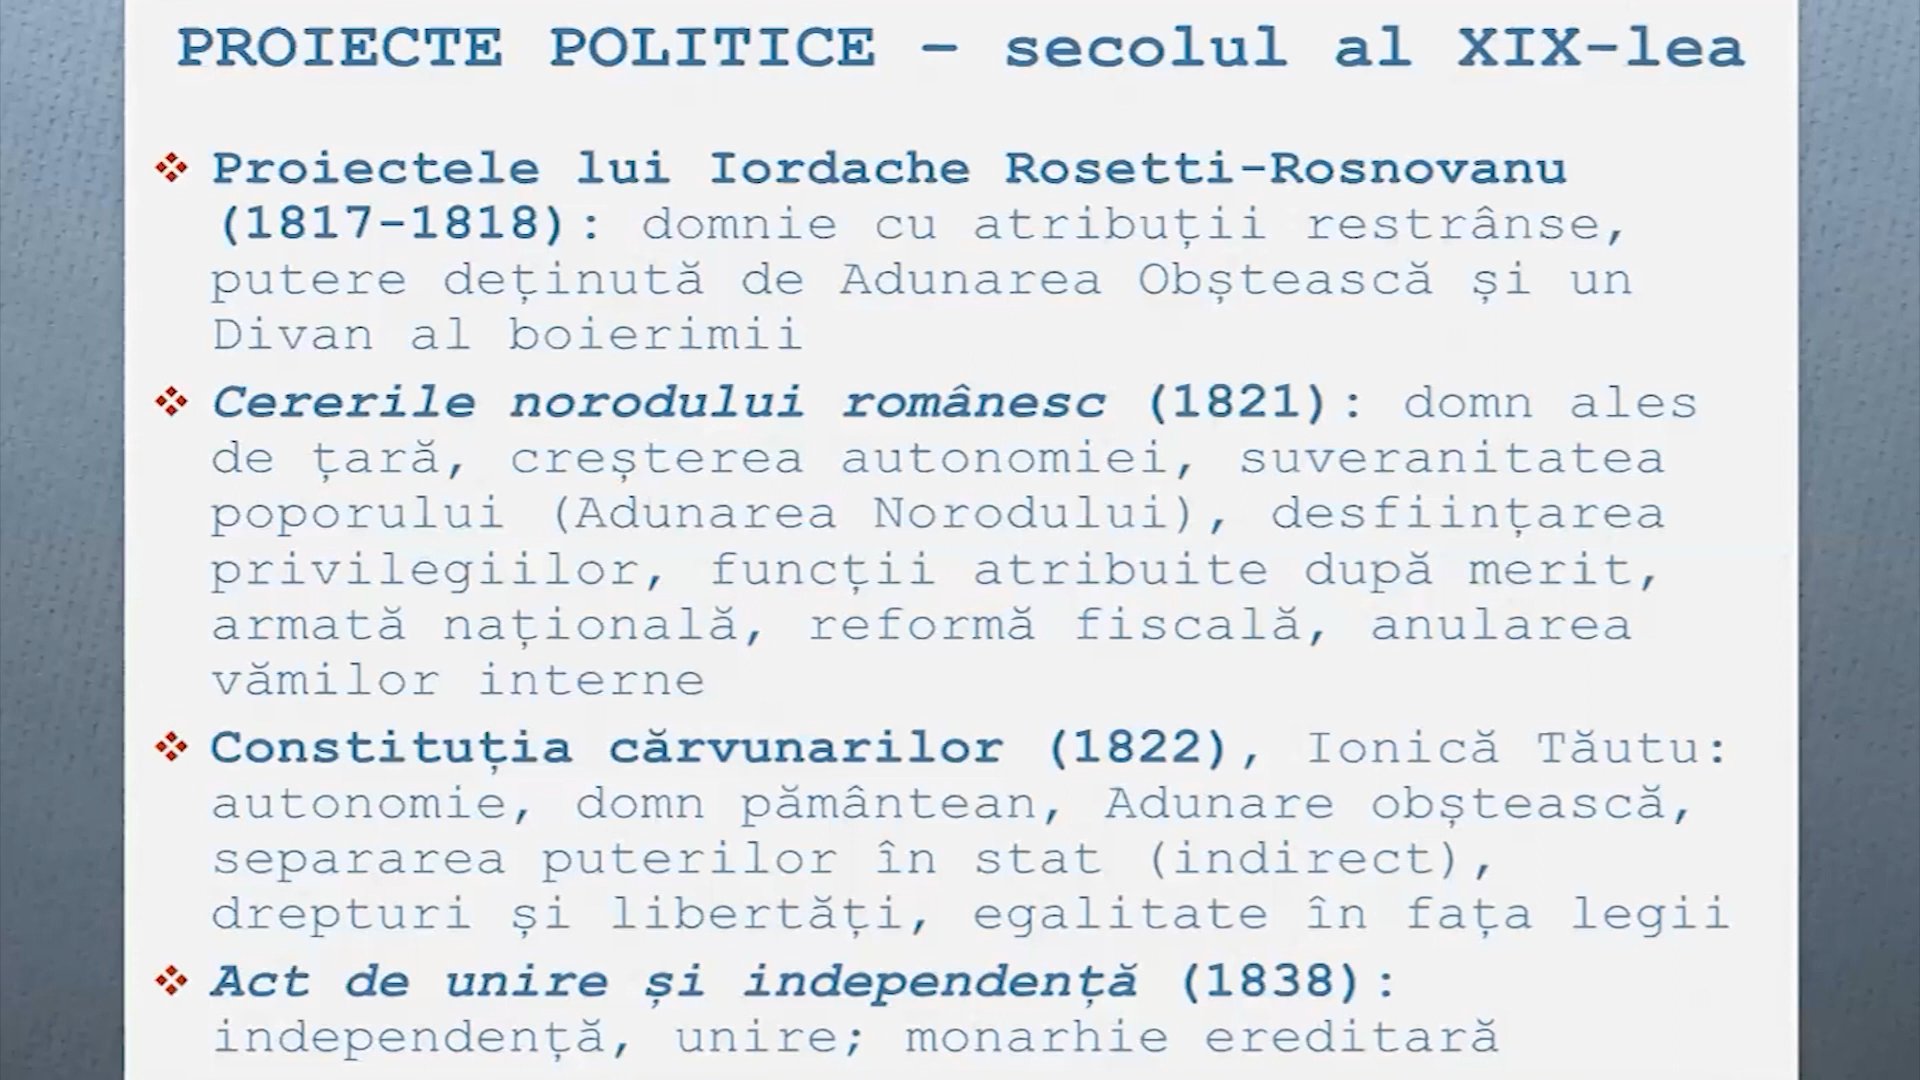 PROIECTE POLITICE – secolul al XIX-lea
Proiectele lui Iordache Rosetti-Rosnovanu
(1817-1818): domnie cu atribuții restrânse,
putere deținută de Adunarea Obștească și un
Divan al boierimii
Cererile norodului românesc (1821): domn ales
de țară, creșterea autonomiei, suveranitatea
poporului (Adunarea Norodului), desființarea
privilegiilor, funcții atribuite după merit,
armată națională, reformă fiscală, anularea
vămilor interne
Constituția cărvunarilor (1822), Ionică Tăutu:
autonomie, domn pământean, Adunare obștească,
separarea puterilor în stat (indirect),
drepturi și libertăți, egalitate în fața legii
Act de unire și independență (1838):
independență, unire; monarhie ereditară